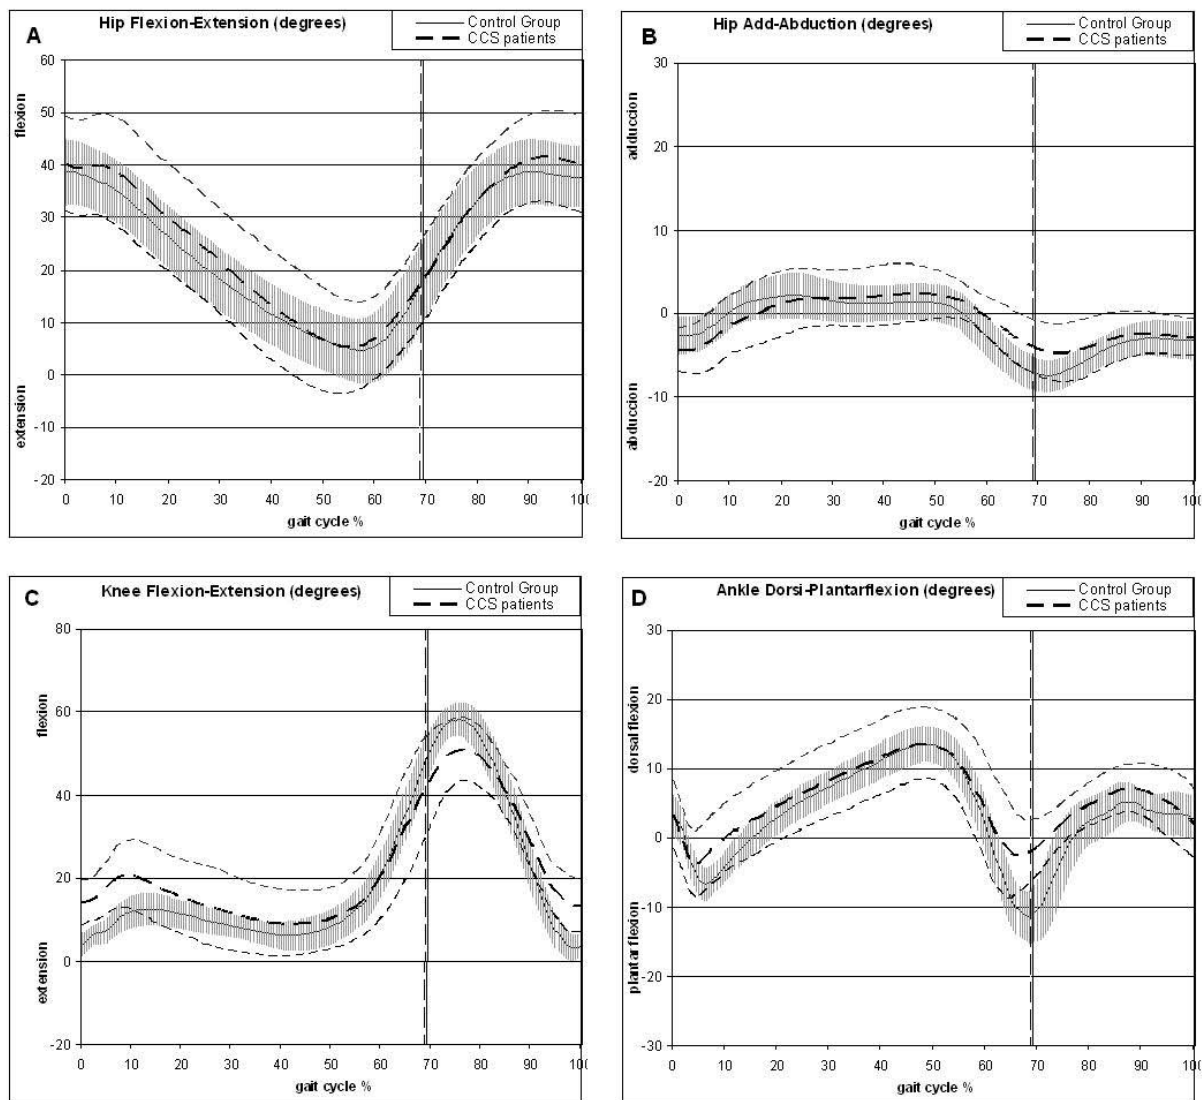 A
Hip Flexion-Extension (degrees)
Control Group
CCS patients
60
50
40
30
20
10
0
-10
-20
flexion
extension
0 10 20 30 40 50 60 70 80 90 100
gait cycle %
B
Hip Add-Abduction (degrees)
Control Group
CCS patients
30
20
10
0
-10
-20
adduccion
abduccion
0 10 20 30 40 50 60 70 80 90 100
gait cycle %
C
Knee Flexion-Extension (degrees)
Control Group
CCS patients
80
60
40
20
0
-20
flexion
extension
0 10 20 30 40 50 60 70 80 90 100
gait cycle %
D
Ankle Dorsi-Plantarflexion (degrees)
Control Group
CCS patients
30
20
10
0
-10
-20
-30
dorsal flexion
plantar flexion
0 10 20 30 40 50 60 70 80 90 100
gait cycle %